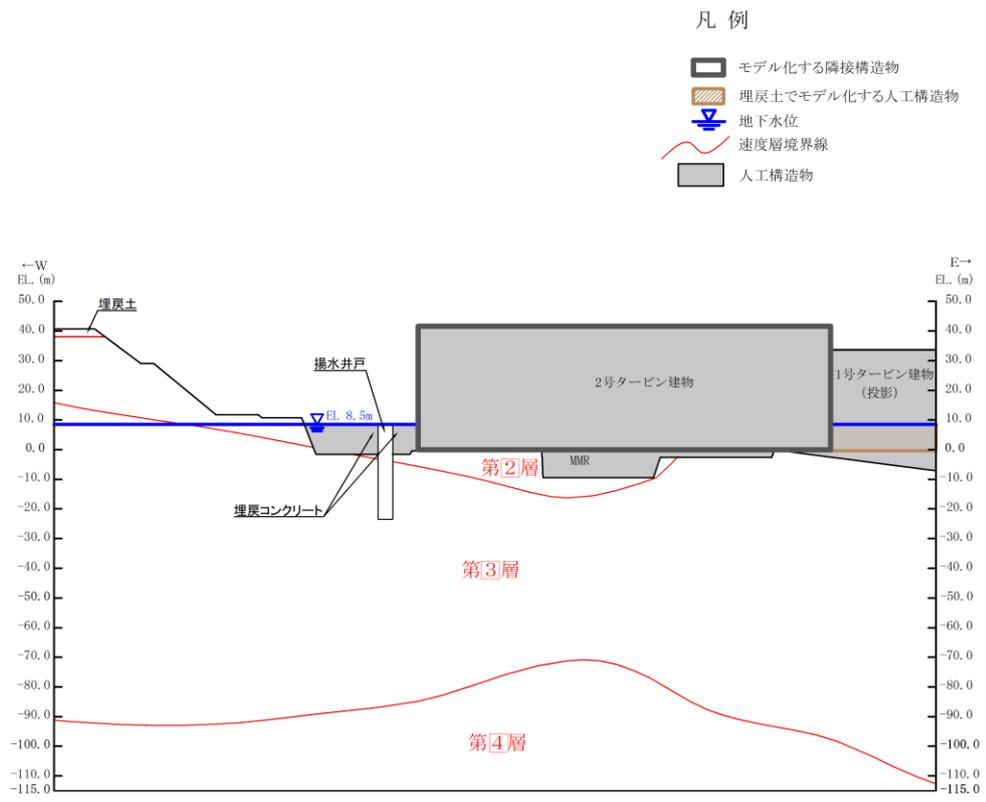 凡 例
モデル化する隣接構造物
埋戻土でモデル化する人工構造物
地下水位
速度層境界線
人工構造物
←W
EL. (m)
E→
EL. (m)
50.0
40.0
30.0
20.0
10.0
0.0
-10.0
-20.0
-30.0
-40.0
-50.0
-60.0
-70.0
-80.0
-90.0
-100.0
-110.0
-115.0
埋戻土
揚水井戸
EL 8.5m
2号タービン建物
1号タービン建物
(投影)
第2層
MMR
埋戻コンクリート
第3層
第4層
50.0
40.0
30.0
20.0
10.0
0.0
-10.0
-20.0
-30.0
-40.0
-50.0
-60.0
-70.0
-80.0
-90.0
-100.0
-110.0
-115.0